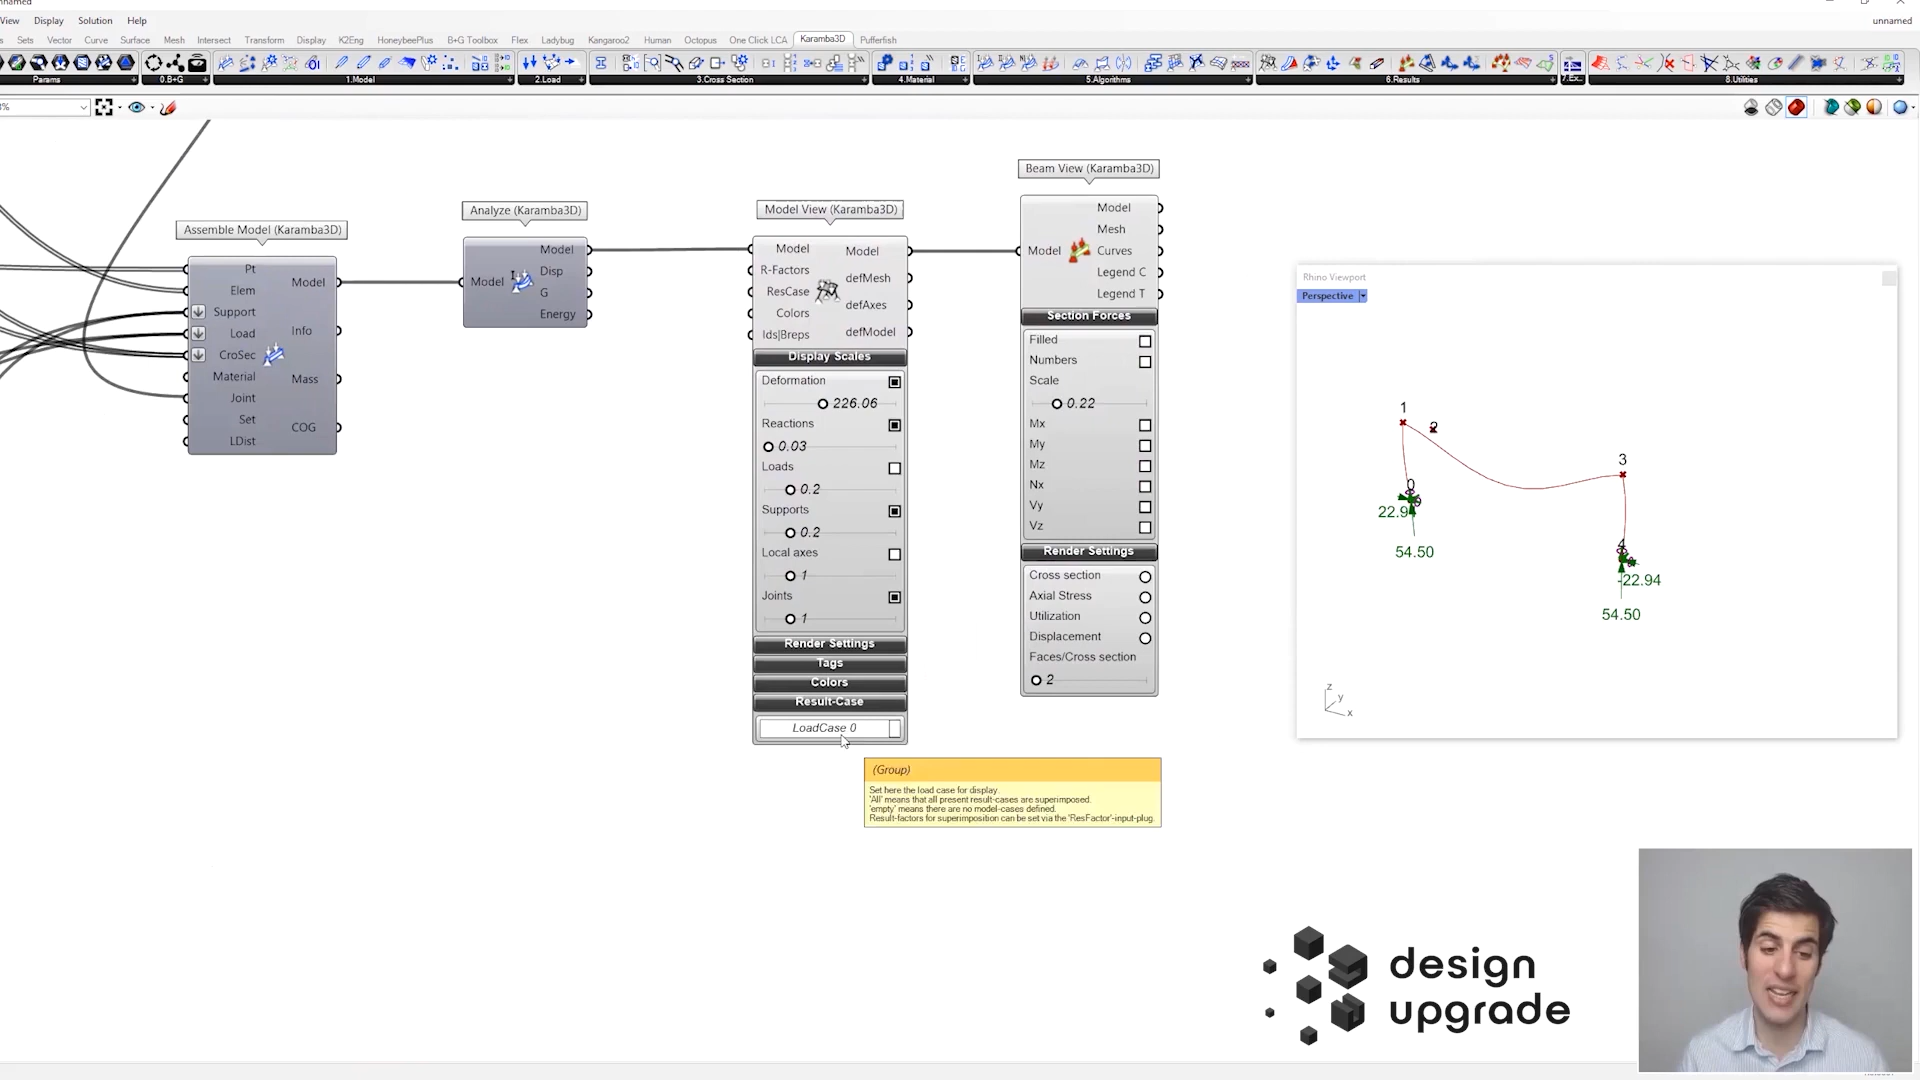 unnamed
View Display Solution Help
unnamed
Sets Vector Curve Surface Mesh Intersect Transform Display K2Eng HoneybeePlus B+G Toolbox Flex Ladybug Kangaroo2 Human Octopus One Click LCA Karamba3D Pufferfish
Params 0.B+G 1.Model 2.Load 3.Cross Section 4.Material 5.Algorithms 6.Results 7.Ex... 8.Utilities
Assemble Model (Karamba3D)
Pt
Elem
Support
Load
CroSec
Material
Joint
Set
LDist
Model
Info
Mass
COG
Analyze (Karamba3D)
Model
Model
Disp
G
Energy
Model View (Karamba3D)
Model
R-Factors
ResCase
Colors
Ids|Breps
Model
defMesh
defAxes
defModel
Display Scales
Deformation
226.06
Reactions
0.03
Loads
0.2
Supports
0.2
Local axes
1
Joints
1
Render Settings
Tags
Colors
Result-Case
LoadCase 0
(Group)
Set here the load case for display.
'All' means that all present result-cases are superimposed.
'empty' means there are no model-cases defined.
Result-factors for superimposition can be set via the 'ResFactor'-input-plug.
Beam View (Karamba3D)
Model
Model
Mesh
Curves
Legend C
Legend T
Section Forces
Filled
Numbers
Scale
0.22
Mx
My
Mz
Nx
Vy
Vz
Render Settings
Cross section
Axial Stress
Utilization
Displacement
Faces/Cross section
2
Rhino Viewport
Perspective
1
2
3
0
22.94
54.50
4
-22.94
54.50
z
y
x
design
upgrade